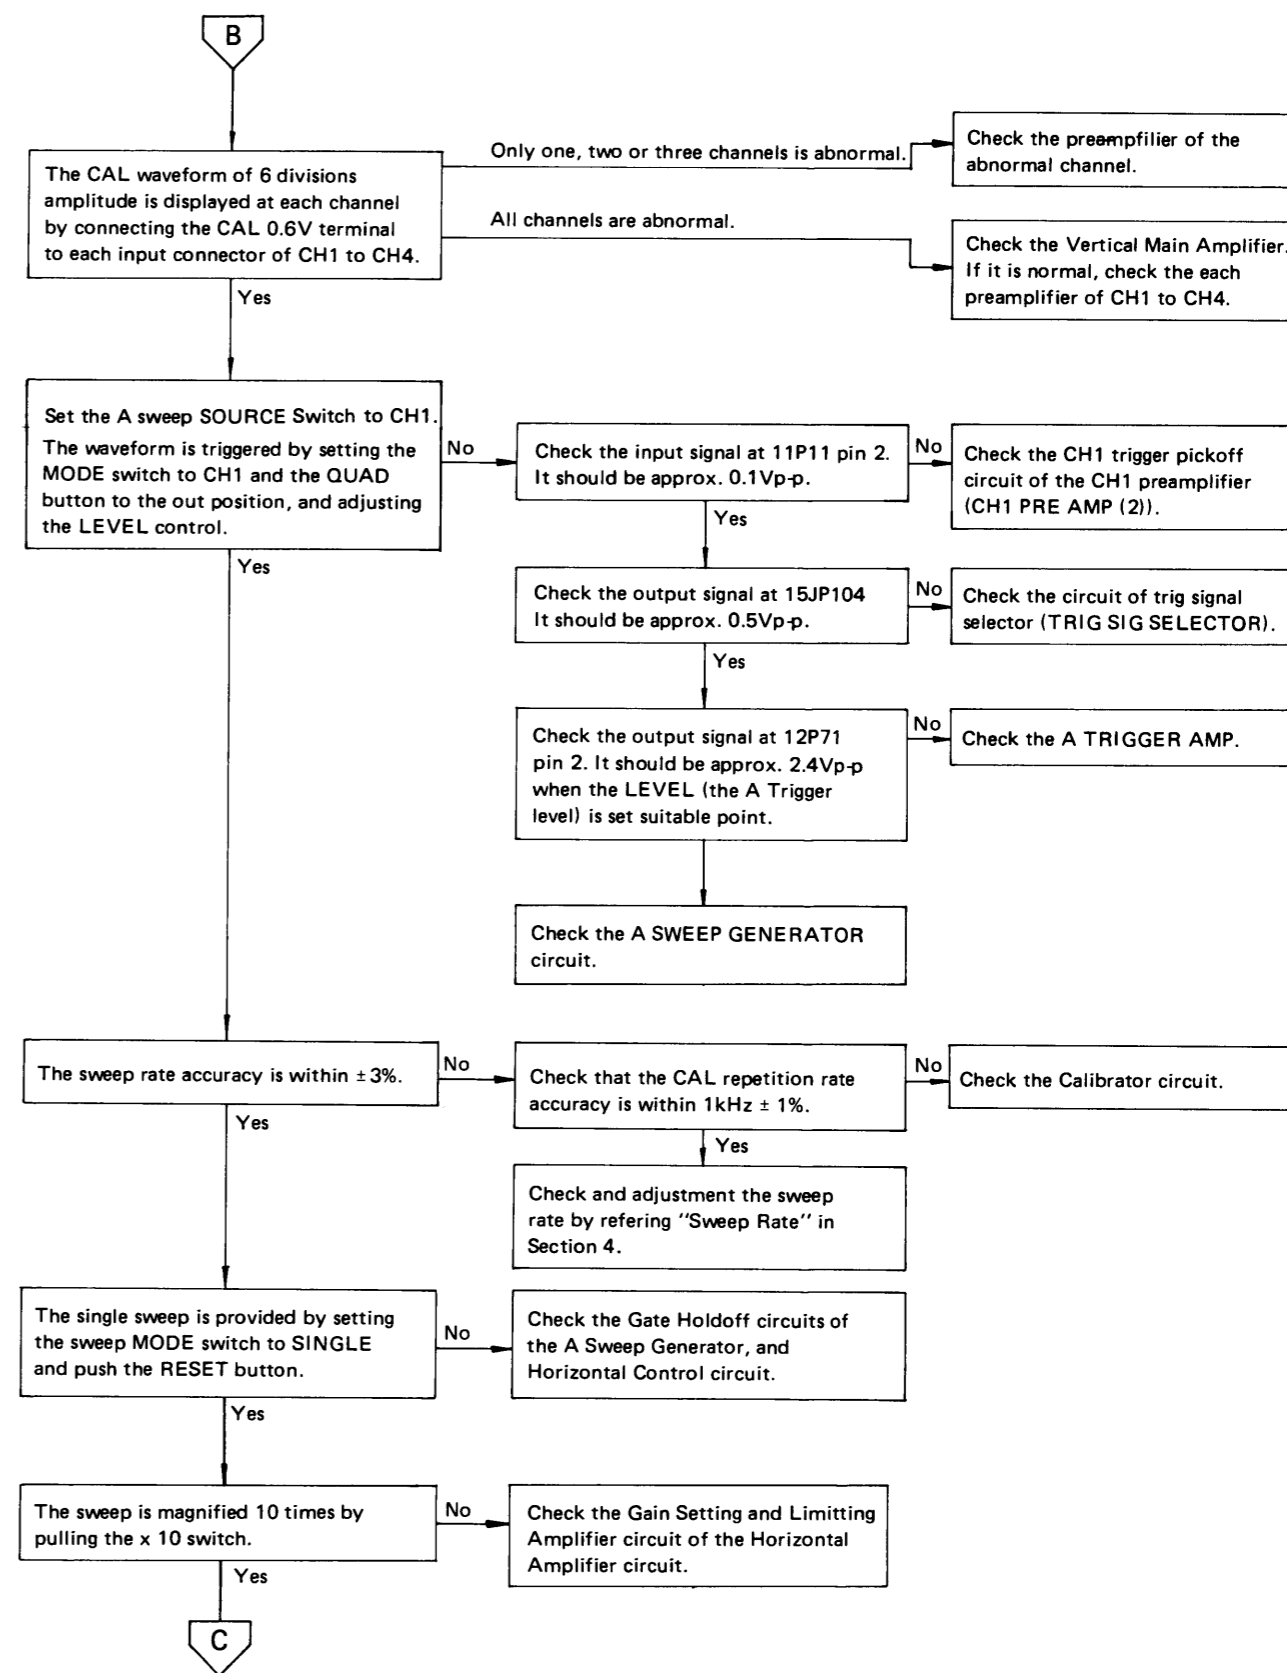 B
The CAL waveform of 6 divisions
amplitude is displayed at each channel
by connecting the CAL 0.6V terminal
to each input connector of CH1 to CH4.
Only one, two or three channels is abnormal.
Check the preampfilier of the
abnormal channel.
All channels are abnormal.
Check the Vertical Main Amplifier.
If it is normal, check the each
preamplifier of CH1 to CH4.
Yes
Set the A sweep SOURCE Switch to CH1.
The waveform is triggered by setting the
MODE switch to CH1 and the QUAD
button to the out position, and adjusting
the LEVEL control.
No
Check the input signal at 11P11 pin 2.
It should be approx. 0.1Vp-p.
No
Check the CH1 trigger pickoff
circuit of the CH1 preamplifier
(CH1 PRE AMP (2)).
Yes
Yes
Check the output signal at 15JP104
It should be approx. 0.5Vp-p.
No
Check the circuit of trig signal
selector (TRIG SIG SELECTOR).
Yes
Check the output signal at 12P71
pin 2. It should be approx. 2.4Vp-p
when the LEVEL (the A Trigger
level) is set suitable point.
No
Check the A TRIGGER AMP.
Check the A SWEEP GENERATOR
circuit.
The sweep rate accuracy is within ±3%.
No
Check that the CAL repetition rate
accuracy is within 1kHz ± 1%.
No
Check the Calibrator circuit.
Yes
Yes
Check and adjustment the sweep
rate by refering "Sweep Rate" in
Section 4.
The single sweep is provided by setting
the sweep MODE switch to SINGLE
and push the RESET button.
No
Check the Gate Holdoff circuits of
the A Sweep Generator, and
Horizontal Control circuit.
Yes
The sweep is magnified 10 times by
pulling the x 10 switch.
No
Check the Gain Setting and Limitting
Amplifier circuit of the Horizontal
Amplifier circuit.
Yes
C